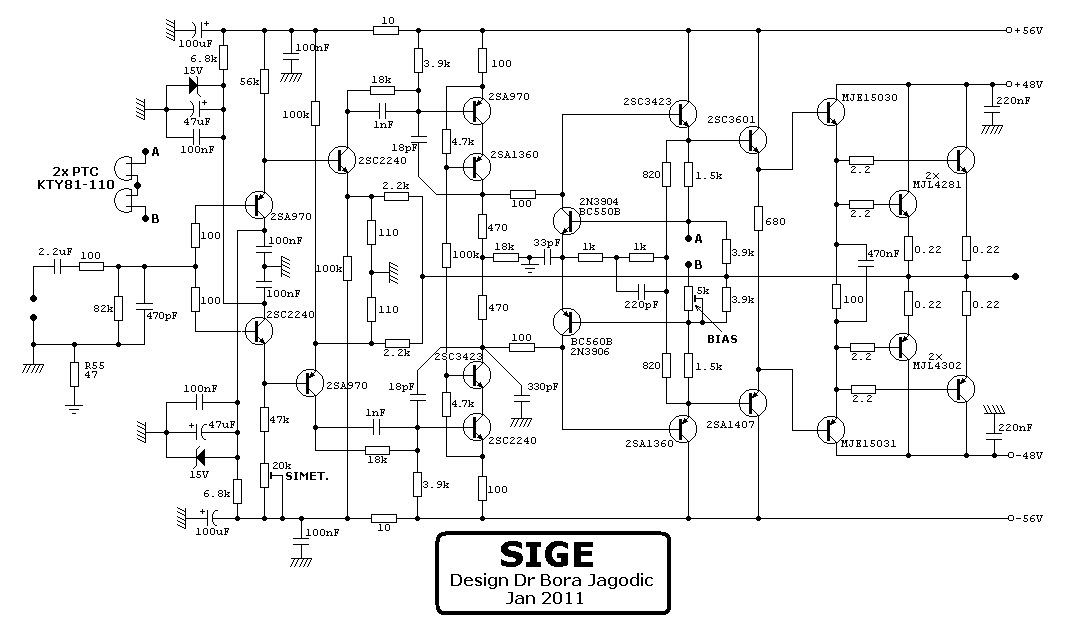 10
+56V
100uF
+
100nF
6.8k
3.9k
100
15V
56k
18k
+48V
2SA970
2SC3423
MJE15030
220nF
47uF
+
100k
1nF
2SC3601
100nF
18pF
4.7k
A
2SC2240
2SA1360
2x PTC
KTY81-110
2.2
2x
MJL4281
820
1.5k
B
2.2k
100
2N3904
BC550B
2.2
2SA970
680
100
110
470
A
3.9k
0.22
0.22
100nF
2.2uF
100
18k
33pF
1k
1k
470nF
100k
100k
B
100nF
5k
3.9k
82k
470pF
100
110
470
220pF
100
0.22
0.22
2SC2240
BC560B
2N3906
BIAS
2.2
2x
MJL4302
2.2k
100
R55
47
2SC3423
820
1.5k
100nF
2SA970
18pF
330pF
2.2
4.7k
47uF
+
47k
1nF
2SC2240
2SA1360
2SA1407
MJE15031
220nF
15V
18k
-48V
20k
SIMET.
6.8k
3.9k
100
+
100uF
10
-56V
100nF
SIGE
Design Dr Bora Jagodic
Jan 2011